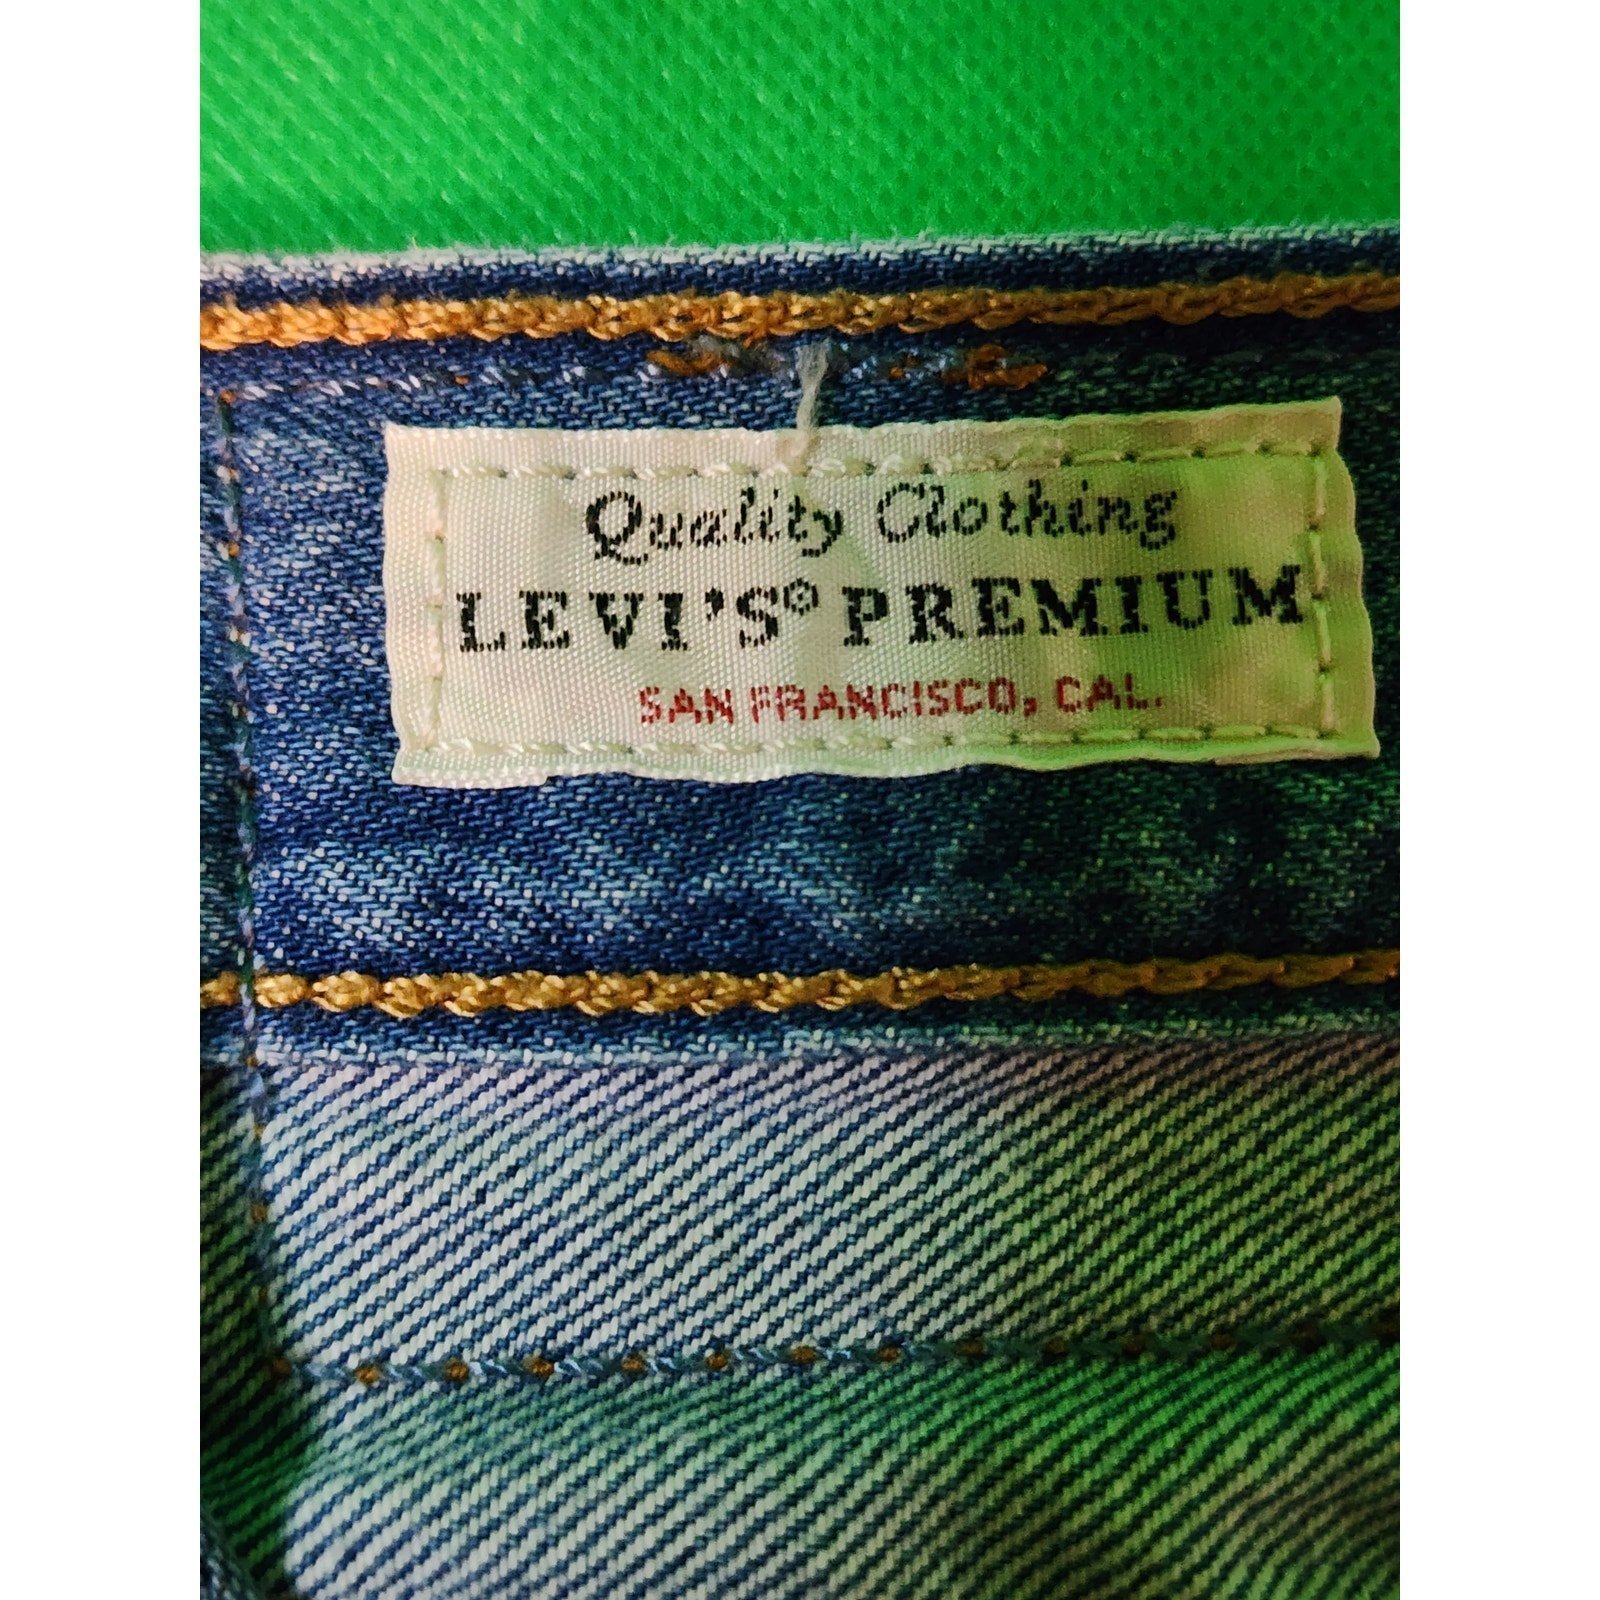 Quality Clothing
LEVI'S® PREMIUM
SAN FRANCISCO, CAL.